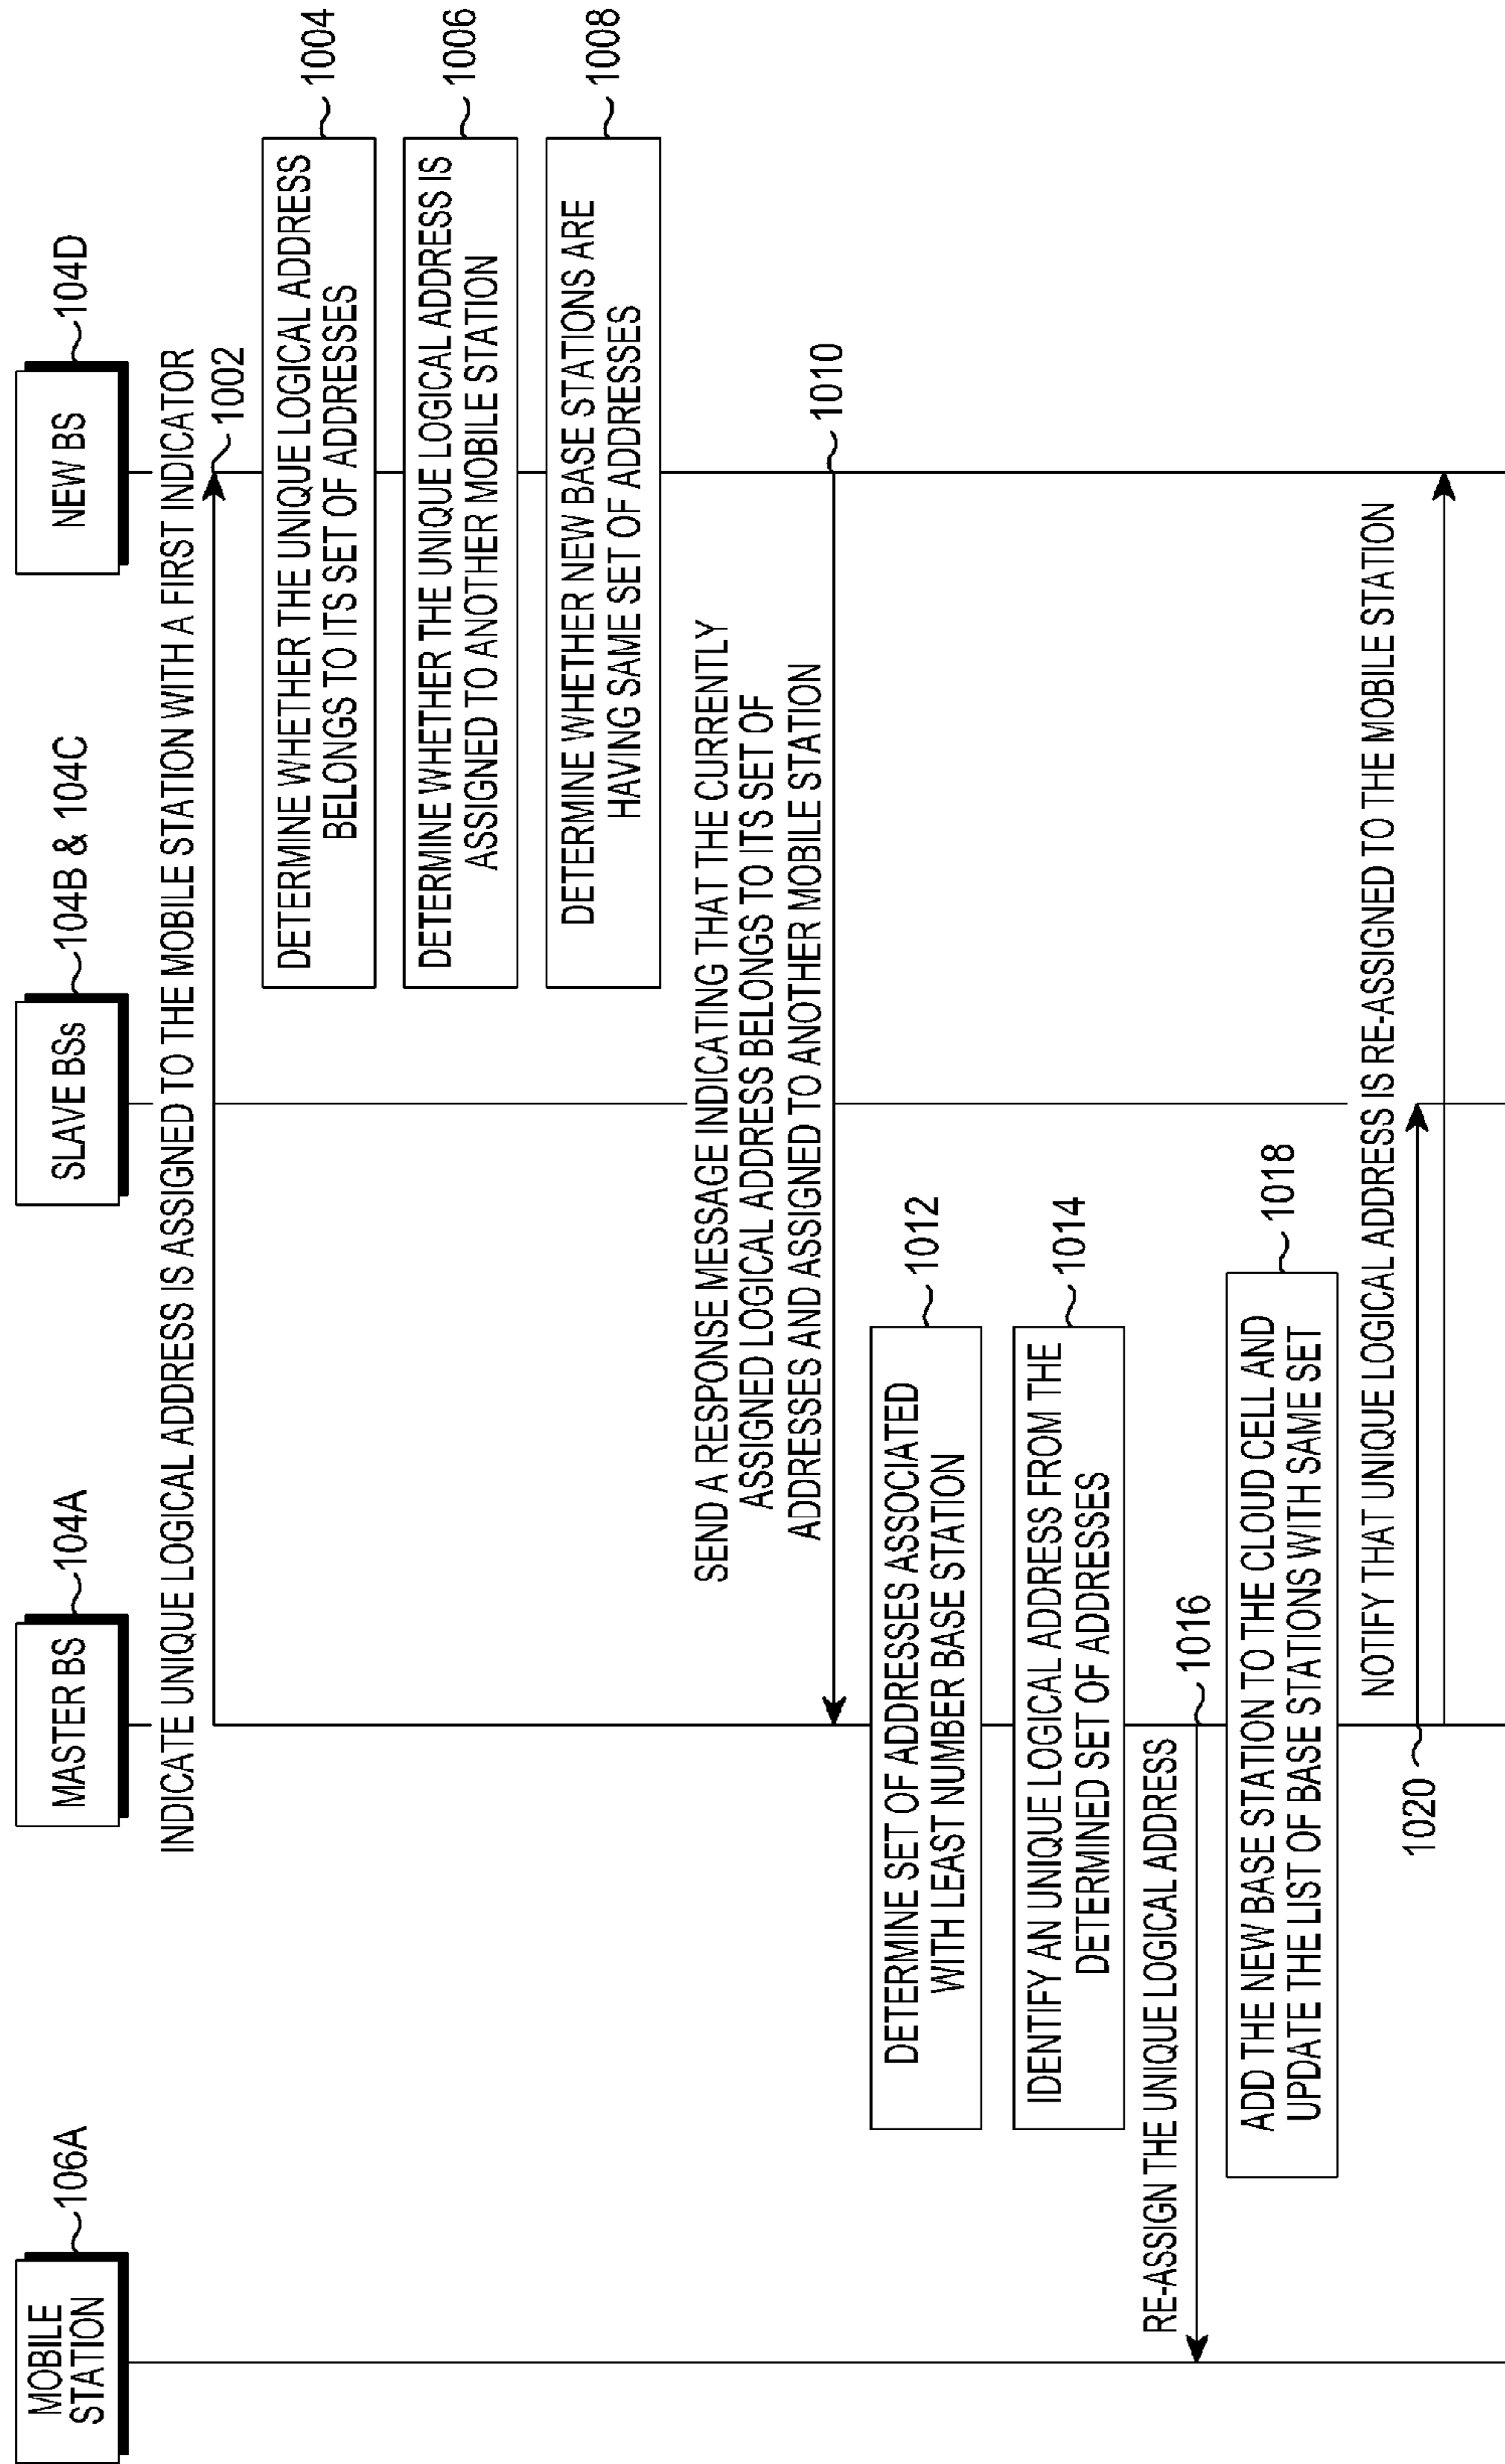 MOBILE
STATION
106A
MASTER BS
104A
SLAVE BSs
104B & 104C
NEW BS
104D
INDICATE UNIQUE LOGICAL ADDRESS IS ASSIGNED TO THE MOBILE STATION WITH A FIRST INDICATOR
1002
DETERMINE WHETHER THE UNIQUE LOGICAL ADDRESS
BELONGS TO ITS SET OF ADDRESSES
1004
DETERMINE WHETHER THE UNIQUE LOGICAL ADDRESS IS
ASSIGNED TO ANOTHER MOBILE STATION
1006
DETERMINE WHETHER NEW BASE STATIONS ARE
HAVING SAME SET OF ADDRESSES
1008
SEND A RESPONSE MESSAGE INDICATING THAT THE CURRENTLY
ASSIGNED LOGICAL ADDRESS BELONGS TO ITS SET OF
ADDRESSES AND ASSIGNED TO ANOTHER MOBILE STATION
1010
DETERMINE SET OF ADDRESSES ASSOCIATED
WITH LEAST NUMBER BASE STATION
1012
IDENTIFY AN UNIQUE LOGICAL ADDRESS FROM THE
DETERMINED SET OF ADDRESSES
1014
RE-ASSIGN THE UNIQUE LOGICAL ADDRESS
1016
ADD THE NEW BASE STATION TO THE CLOUD CELL AND
UPDATE THE LIST OF BASE STATIONS WITH SAME SET
1018
NOTIFY THAT UNIQUE LOGICAL ADDRESS IS RE-ASSIGNED TO THE MOBILE STATION
1020